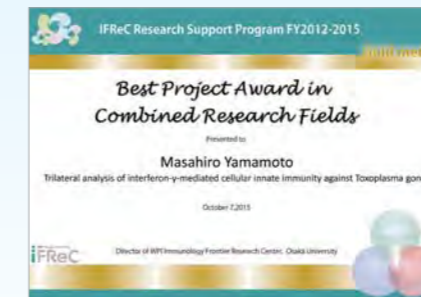 IFReC Research Support Program FY2012-2015
Best Project Award in
Combined Research Fields
Presented to
Masahiro Yamamoto
Trilateral analysis of interferon-γ-mediated cellular innate immunity against Toxoplasma gon
October 7,2015
iFReC
Director of WPI Immunology Frontier Research Center, Osaka University